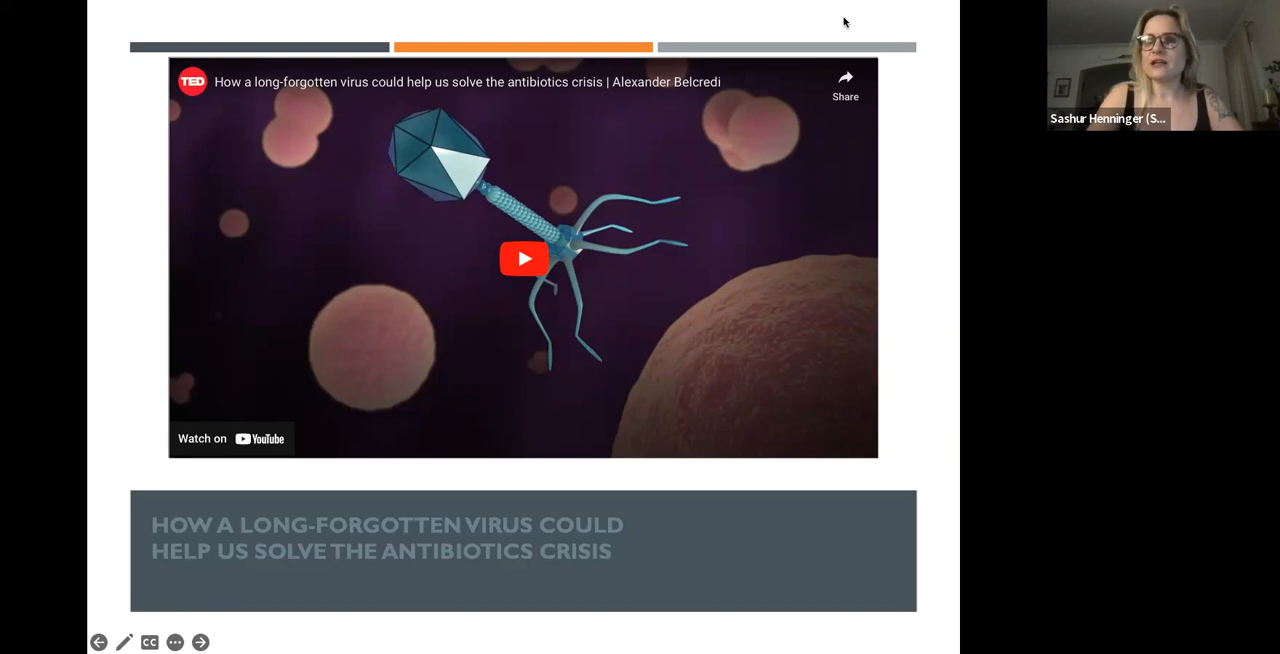 TED
How a long-forgotten virus could help us solve the antibiotics crisis | Alexander Belcredi
Share
Sashur Henninger (S...
Watch on YouTube
HOW A LONG-FORGOTTEN VIRUS COULD
HELP US SOLVE THE ANTIBIOTICS CRISIS
CC